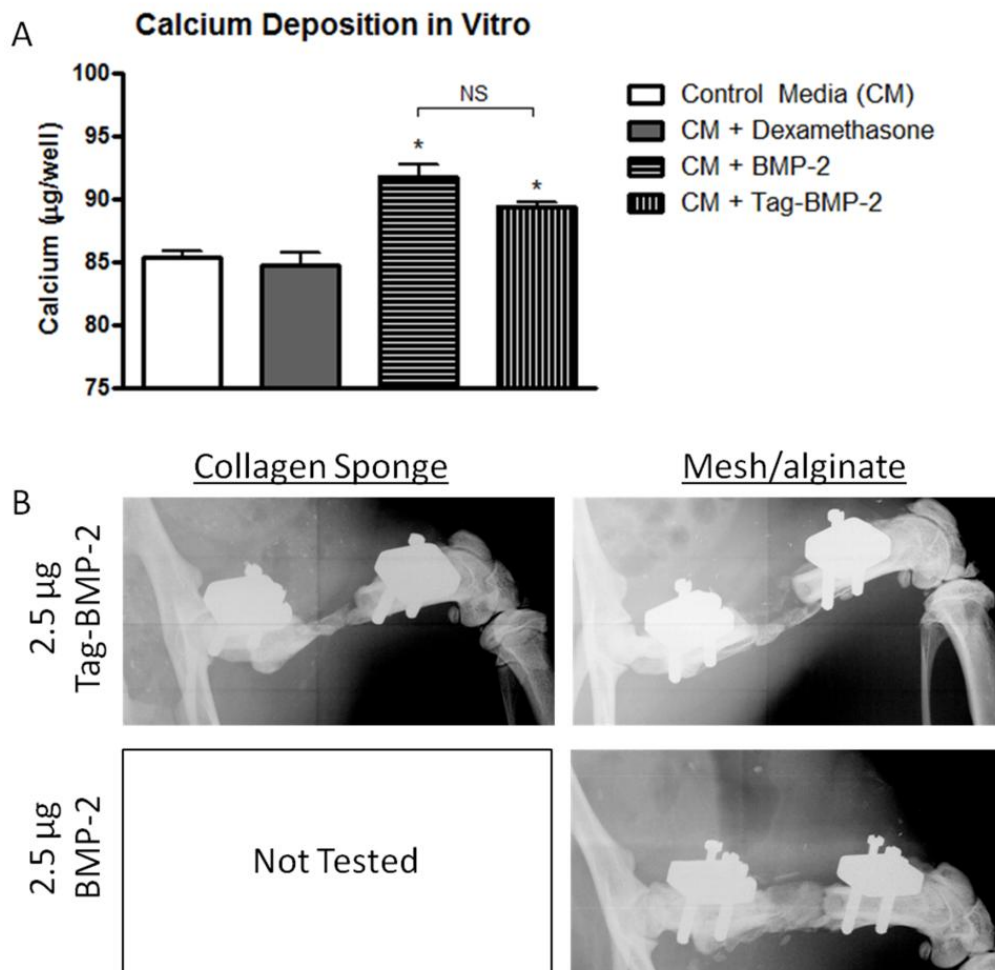 A
Calcium Deposition in Vitro
100
95
90
85
80
75
Calcium (µg/well)
*
NS
*
Control Media (CM)
CM + Dexamethasone
CM + BMP-2
CM + Tag-BMP-2
B
Collagen Sponge
Mesh/alginate
2.5 µg
Tag-BMP-2
2.5 µg
BMP-2
Not Tested